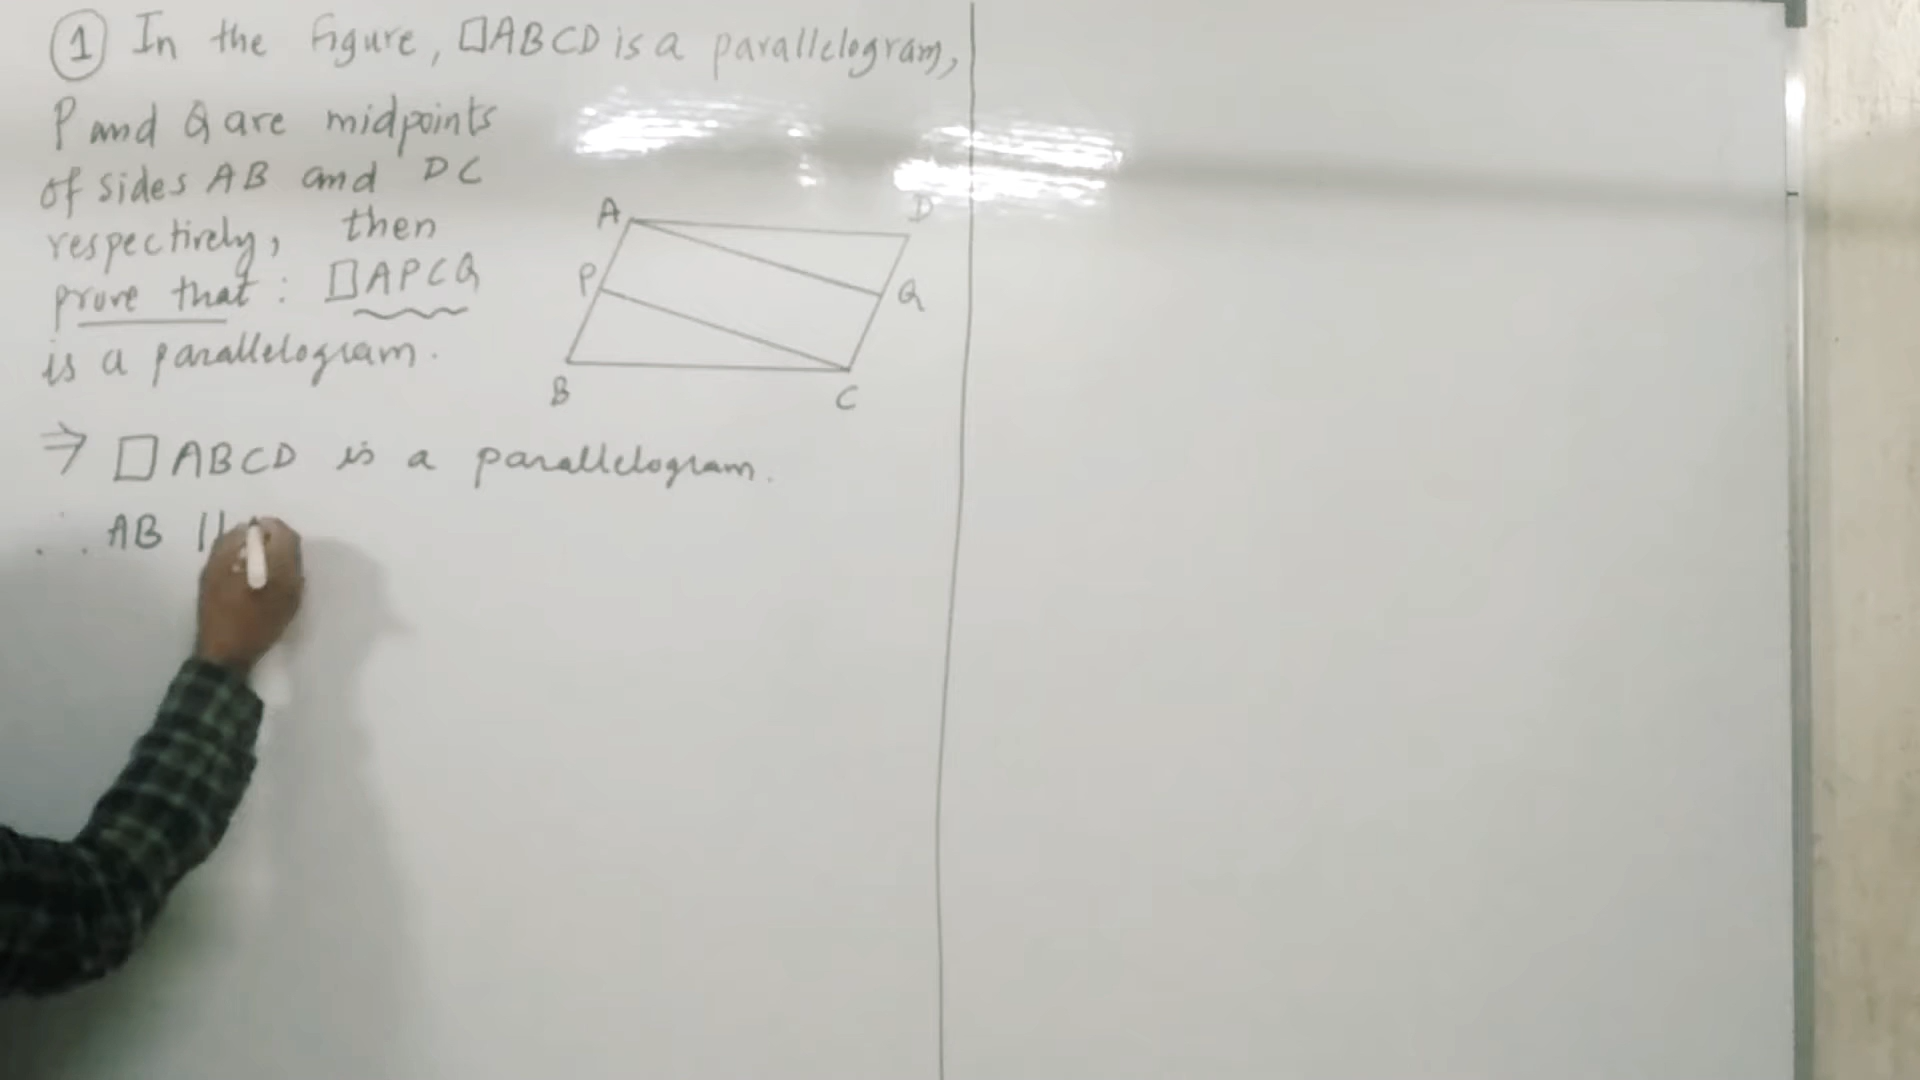 ① In the figure, □ABCD is a parallelogram,
P and Q are midpoints
of sides AB and DC
respectively, then
prove that : □APCQ
is a parallelogram.
A
D
P
Q
B
C
⇒ □ABCD is a parallelogram.
∴ AB ||